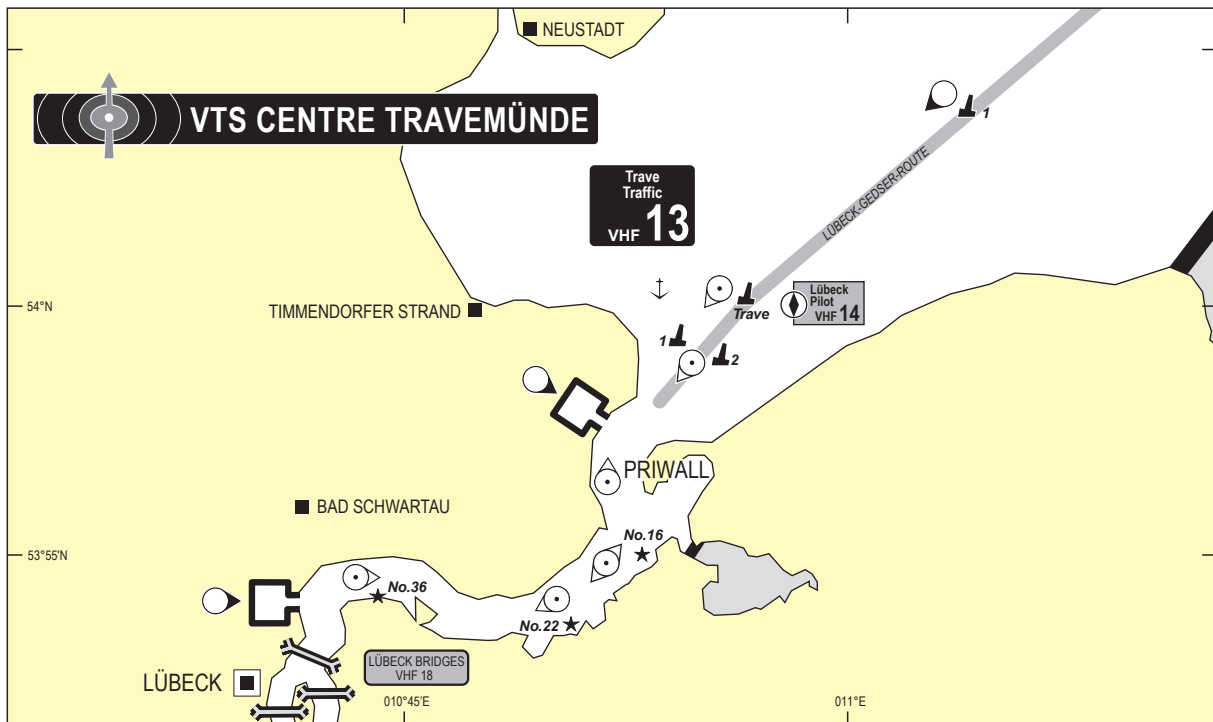 NEUSTADT
VTS CENTRE TRAVEMÜNDE
1
Trave
Traffic
VHF 13
LÜBECK-GEDSER-ROUTE
54°N
TIMMENDORFER STRAND
Trave
Lübeck
Pilot
VHF 14
1
2
PRIWALL
BAD SCHWARTAU
No.16
53°55'N
No.36
No.22
LÜBECK BRIDGES
VHF 18
LÜBECK
010°45'E
011°E